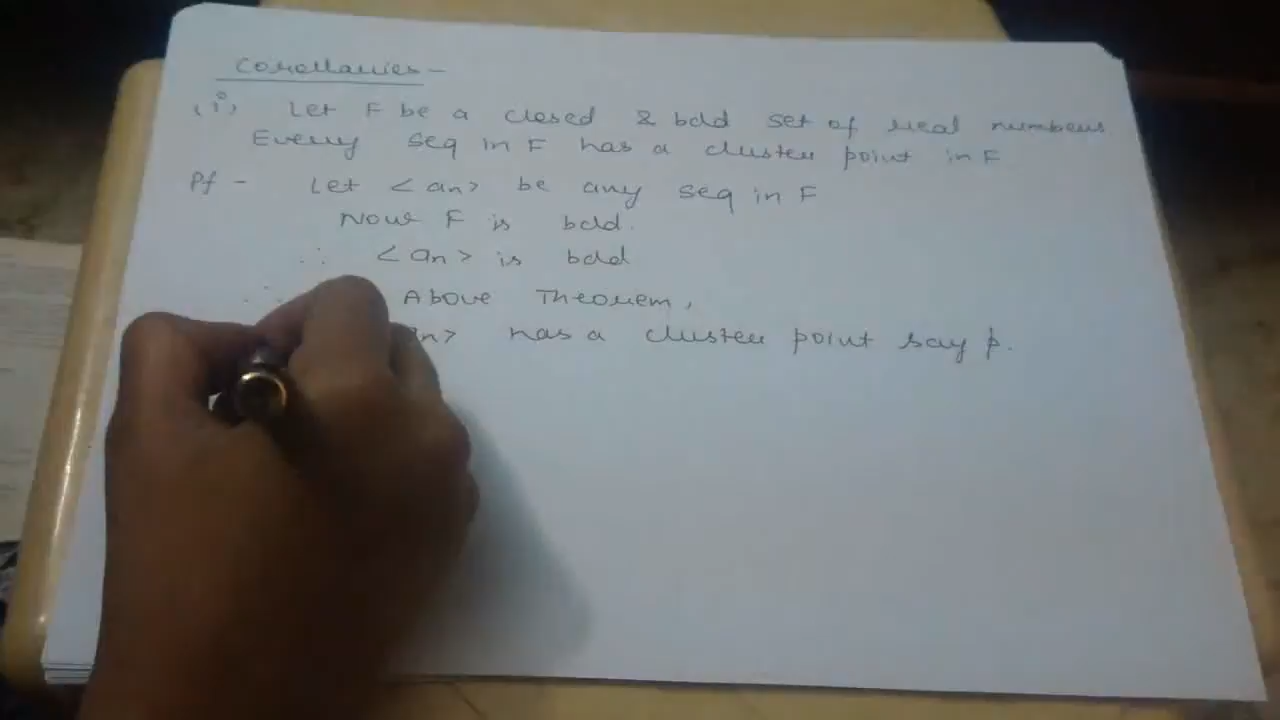 Corollaries -
(i) Let F be a closed & bdd set of real numbers
Every seq in F has a cluster point in F
Pf - Let <an> be any seq in F
Now F is bdd.
∴ <an> is bdd
∴ Above Theorem,
an> has a cluster point say p.